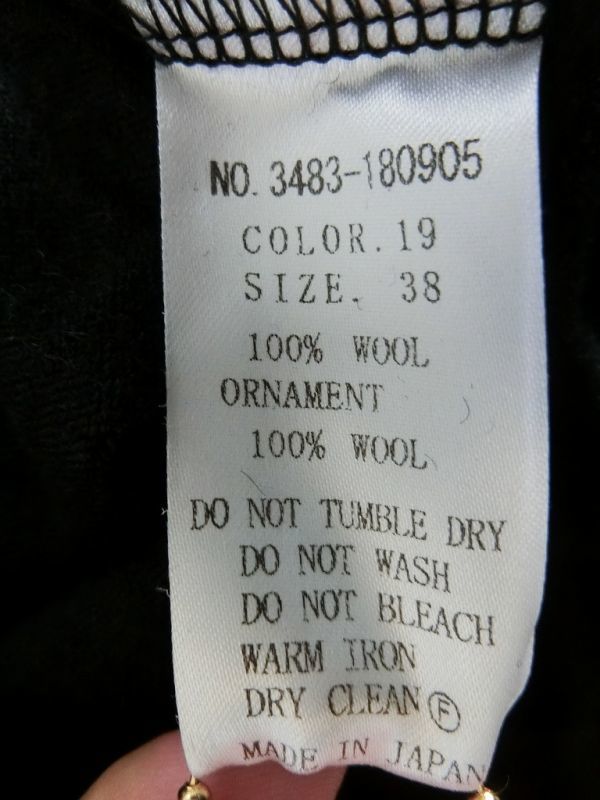 NO. 3483-180905
COLOR. 19
SIZE. 38
100% WOOL
ORNAMENT
100% WOOL
DO NOT TUMBLE DRY
DO NOT WASH
DO NOT BLEACH
WARM IRON
DRY CLEAN Ⓕ
MADE IN JAPAN